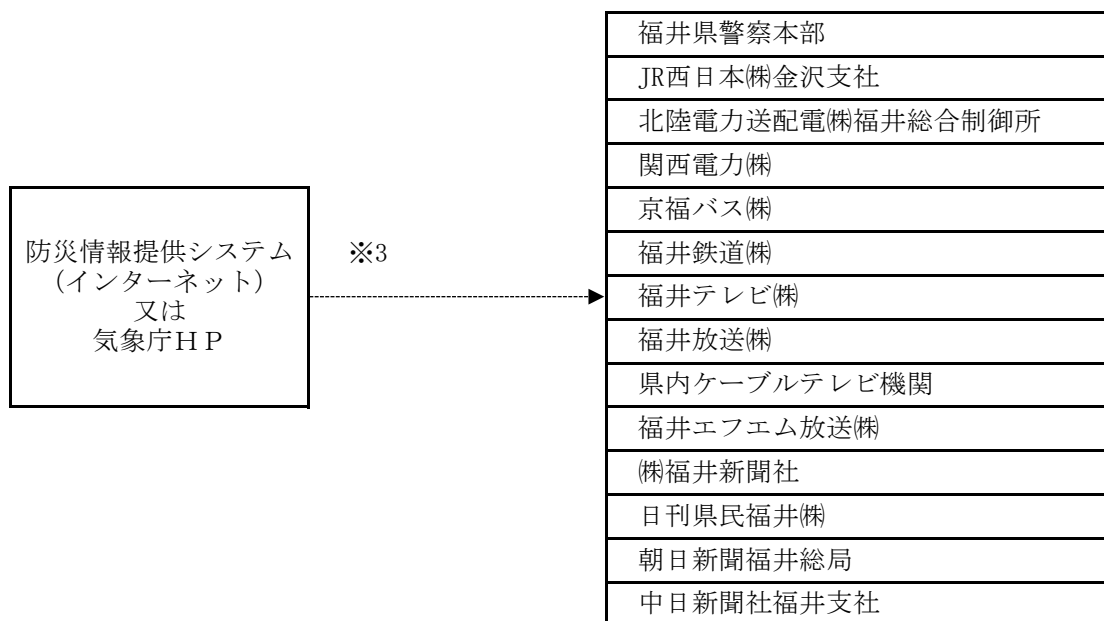 防災情報提供システム
(インターネット)
又は
気象庁ＨＰ
※3
福井県警察本部
JR西日本㈱金沢支社
北陸電力送配電㈱福井総合制御所
関西電力㈱
京福バス㈱
福井鉄道㈱
福井テレビ㈱
福井放送㈱
県内ケーブルテレビ機関
福井エフエム放送㈱
㈱福井新聞社
日刊県民福井㈱
朝日新聞福井総局
中日新聞社福井支社